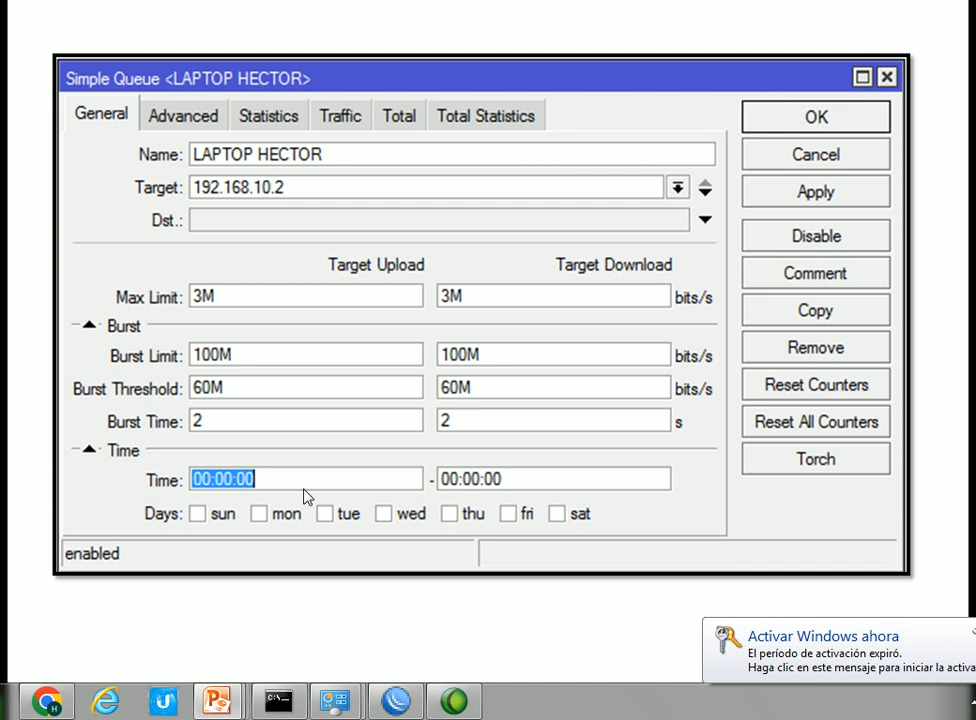 Simple Queue <LAPTOP HECTOR>
General Advanced Statistics Traffic Total Total Statistics
OK
Name: LAPTOP HECTOR
Cancel
Target: 192.168.10.2
Apply
Dst.:
Disable
Target Upload Target Download
Comment
Max Limit: 3M 3M bits/s
Copy
Burst
Remove
Burst Limit: 100M 100M bits/s
Burst Threshold: 60M 60M bits/s
Reset Counters
Burst Time: 2 2 s
Reset All Counters
Time
Torch
Time: 00:00:00 - 00:00:00
Days: sun mon tue wed thu fri sat
enabled
Activar Windows ahora
El período de activación expiró.
Haga clic en este mensaje para iniciar la activa